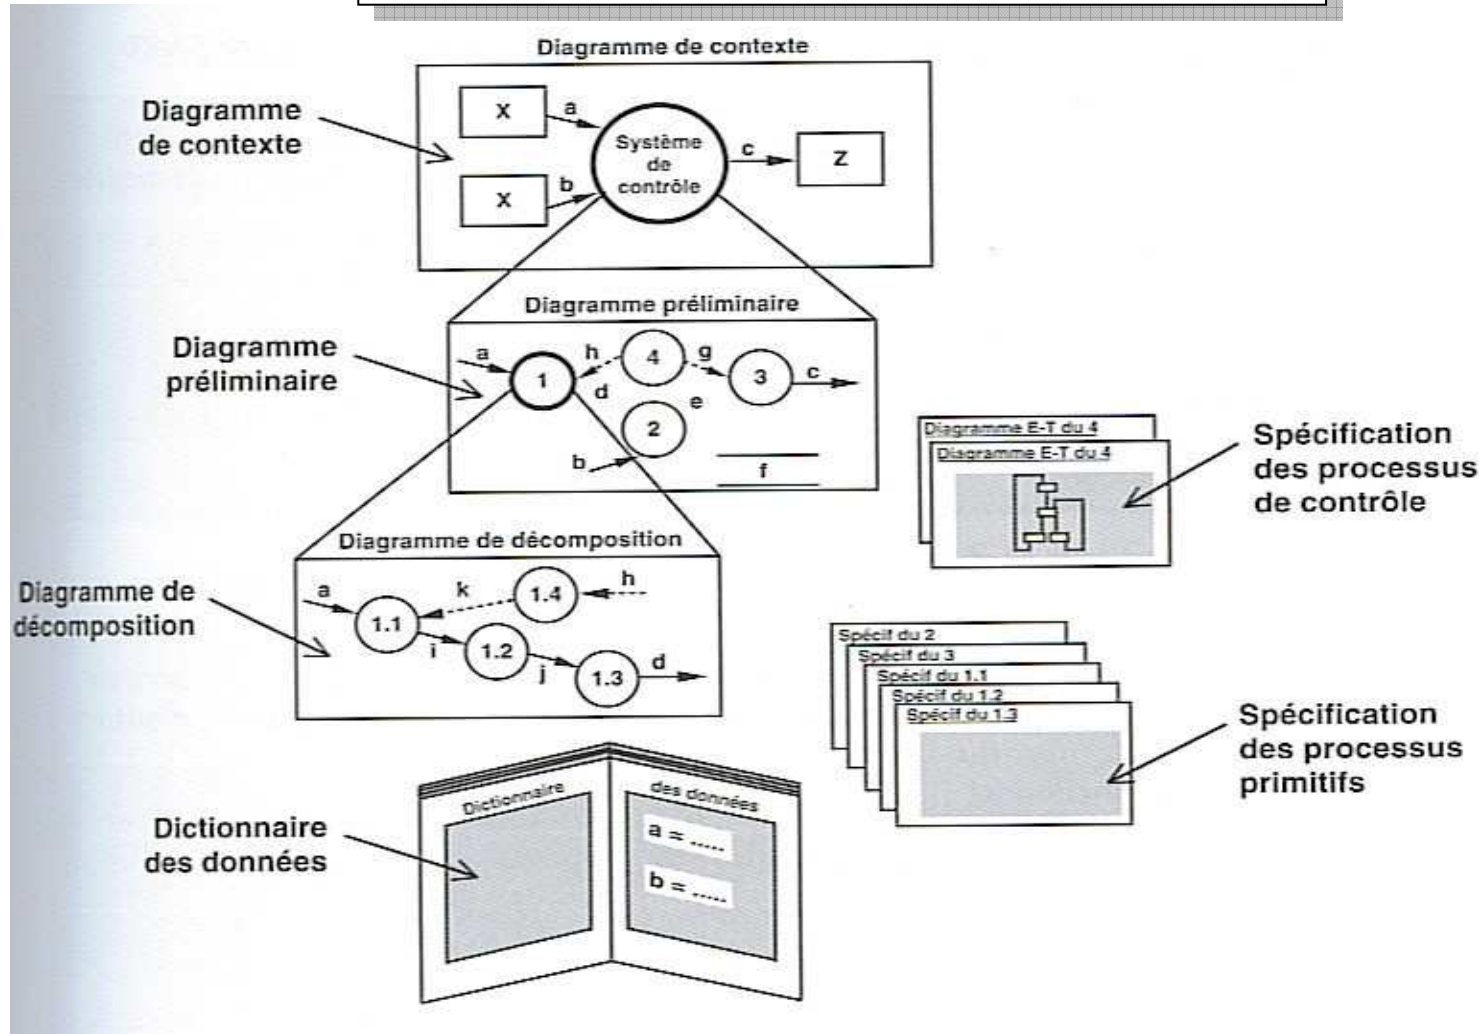 Diagramme de contexte
Diagramme
de contexte
X
a
Système
de
contrôle
c
Z
X
b
Diagramme préliminaire
Diagramme
préliminaire
a
1
h
4
g
3
c
d
e
2
b
f
Diagramme E-T du 4
Diagramme E-T du 4
Spécification
des processus
de contrôle
Diagramme de décomposition
Diagramme de
décomposition
a
1.1
k
1.4
h
i
1.2
j
1.3
d
Spécif du 2
Spécif du 3
Spécif du 1.1
Spécif du 1.2
Spécif du 1.3
Spécification
des processus
primitifs
Dictionnaire
des données
Dictionnaire
des données
a = .....
b = .....